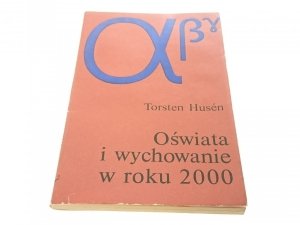 αβγ
Torsten Husén
Oświata
i wychowanie
w roku 2000